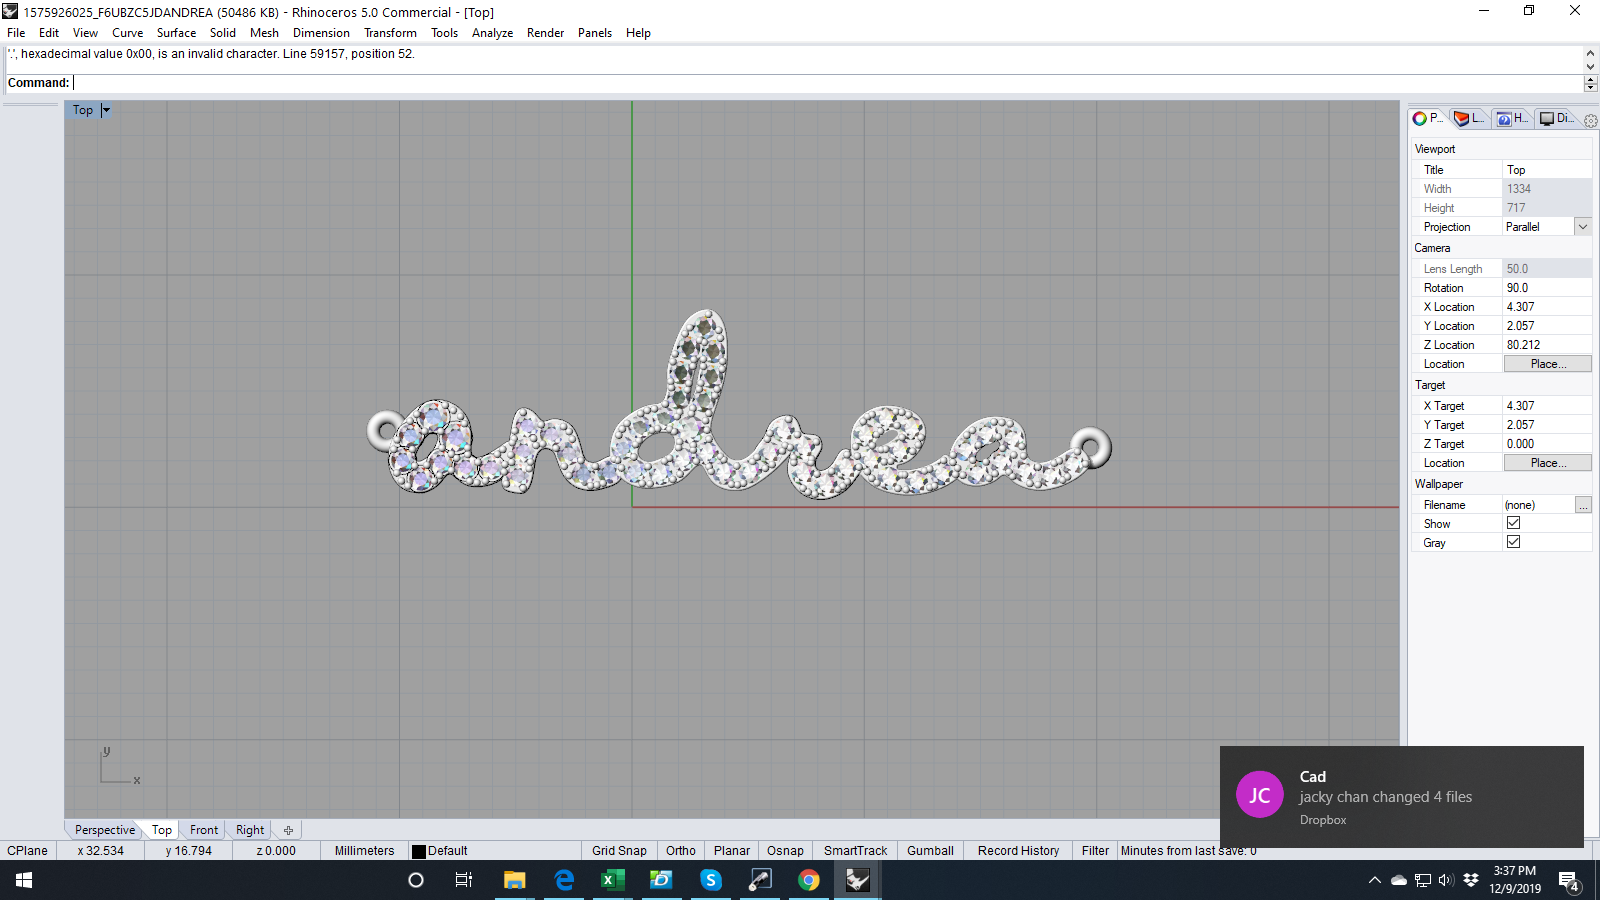 1575926025_F6UBZC5JDANDREA (50486 KB) - Rhinoceros 5.0 Commercial - [Top]
File Edit View Curve Surface Solid Mesh Dimension Transform Tools Analyze Render Panels Help
'.', hexadecimal value 0x00, is an invalid character. Line 59157, position 52.
Command:
Top
P... L... H... Di...
Viewport
Title Top
Width 1334
Height 717
Projection Parallel
Camera
Lens Length 50.0
Rotation 90.0
X Location 4.307
Y Location 2.057
Z Location 80.212
Location Place...
Target
X Target 4.307
Y Target 2.057
Z Target 0.000
Location Place...
Wallpaper
Filename (none) ...
Show
Gray
andrea
y
x
JC
Cad
jacky chan changed 4 files
Dropbox
Perspective Top Front Right
CPlane x 32.534 y 16.794 z 0.000 Millimeters Default Grid Snap Ortho Planar Osnap SmartTrack Gumball Record History Filter Minutes from last save: 0
3:37 PM
12/9/2019
4